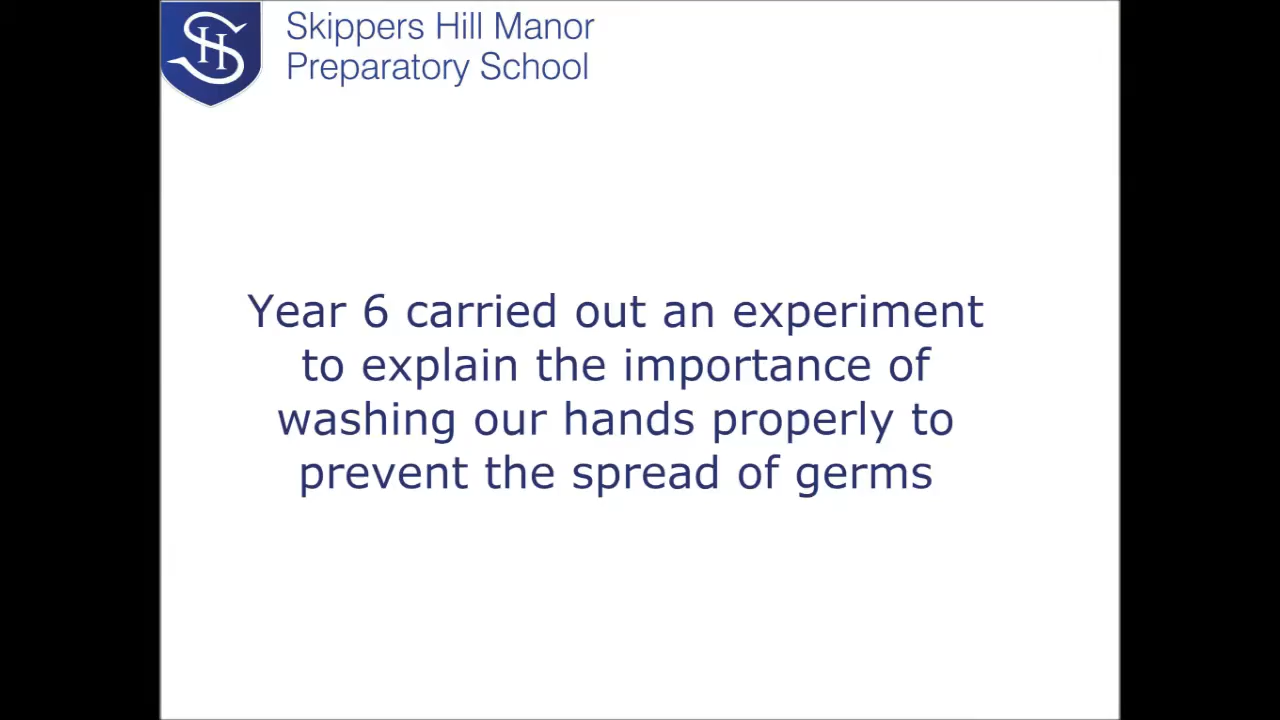 SH
Skippers Hill Manor
Preparatory School
Year 6 carried out an experiment
to explain the importance of
washing our hands properly to
prevent the spread of germs